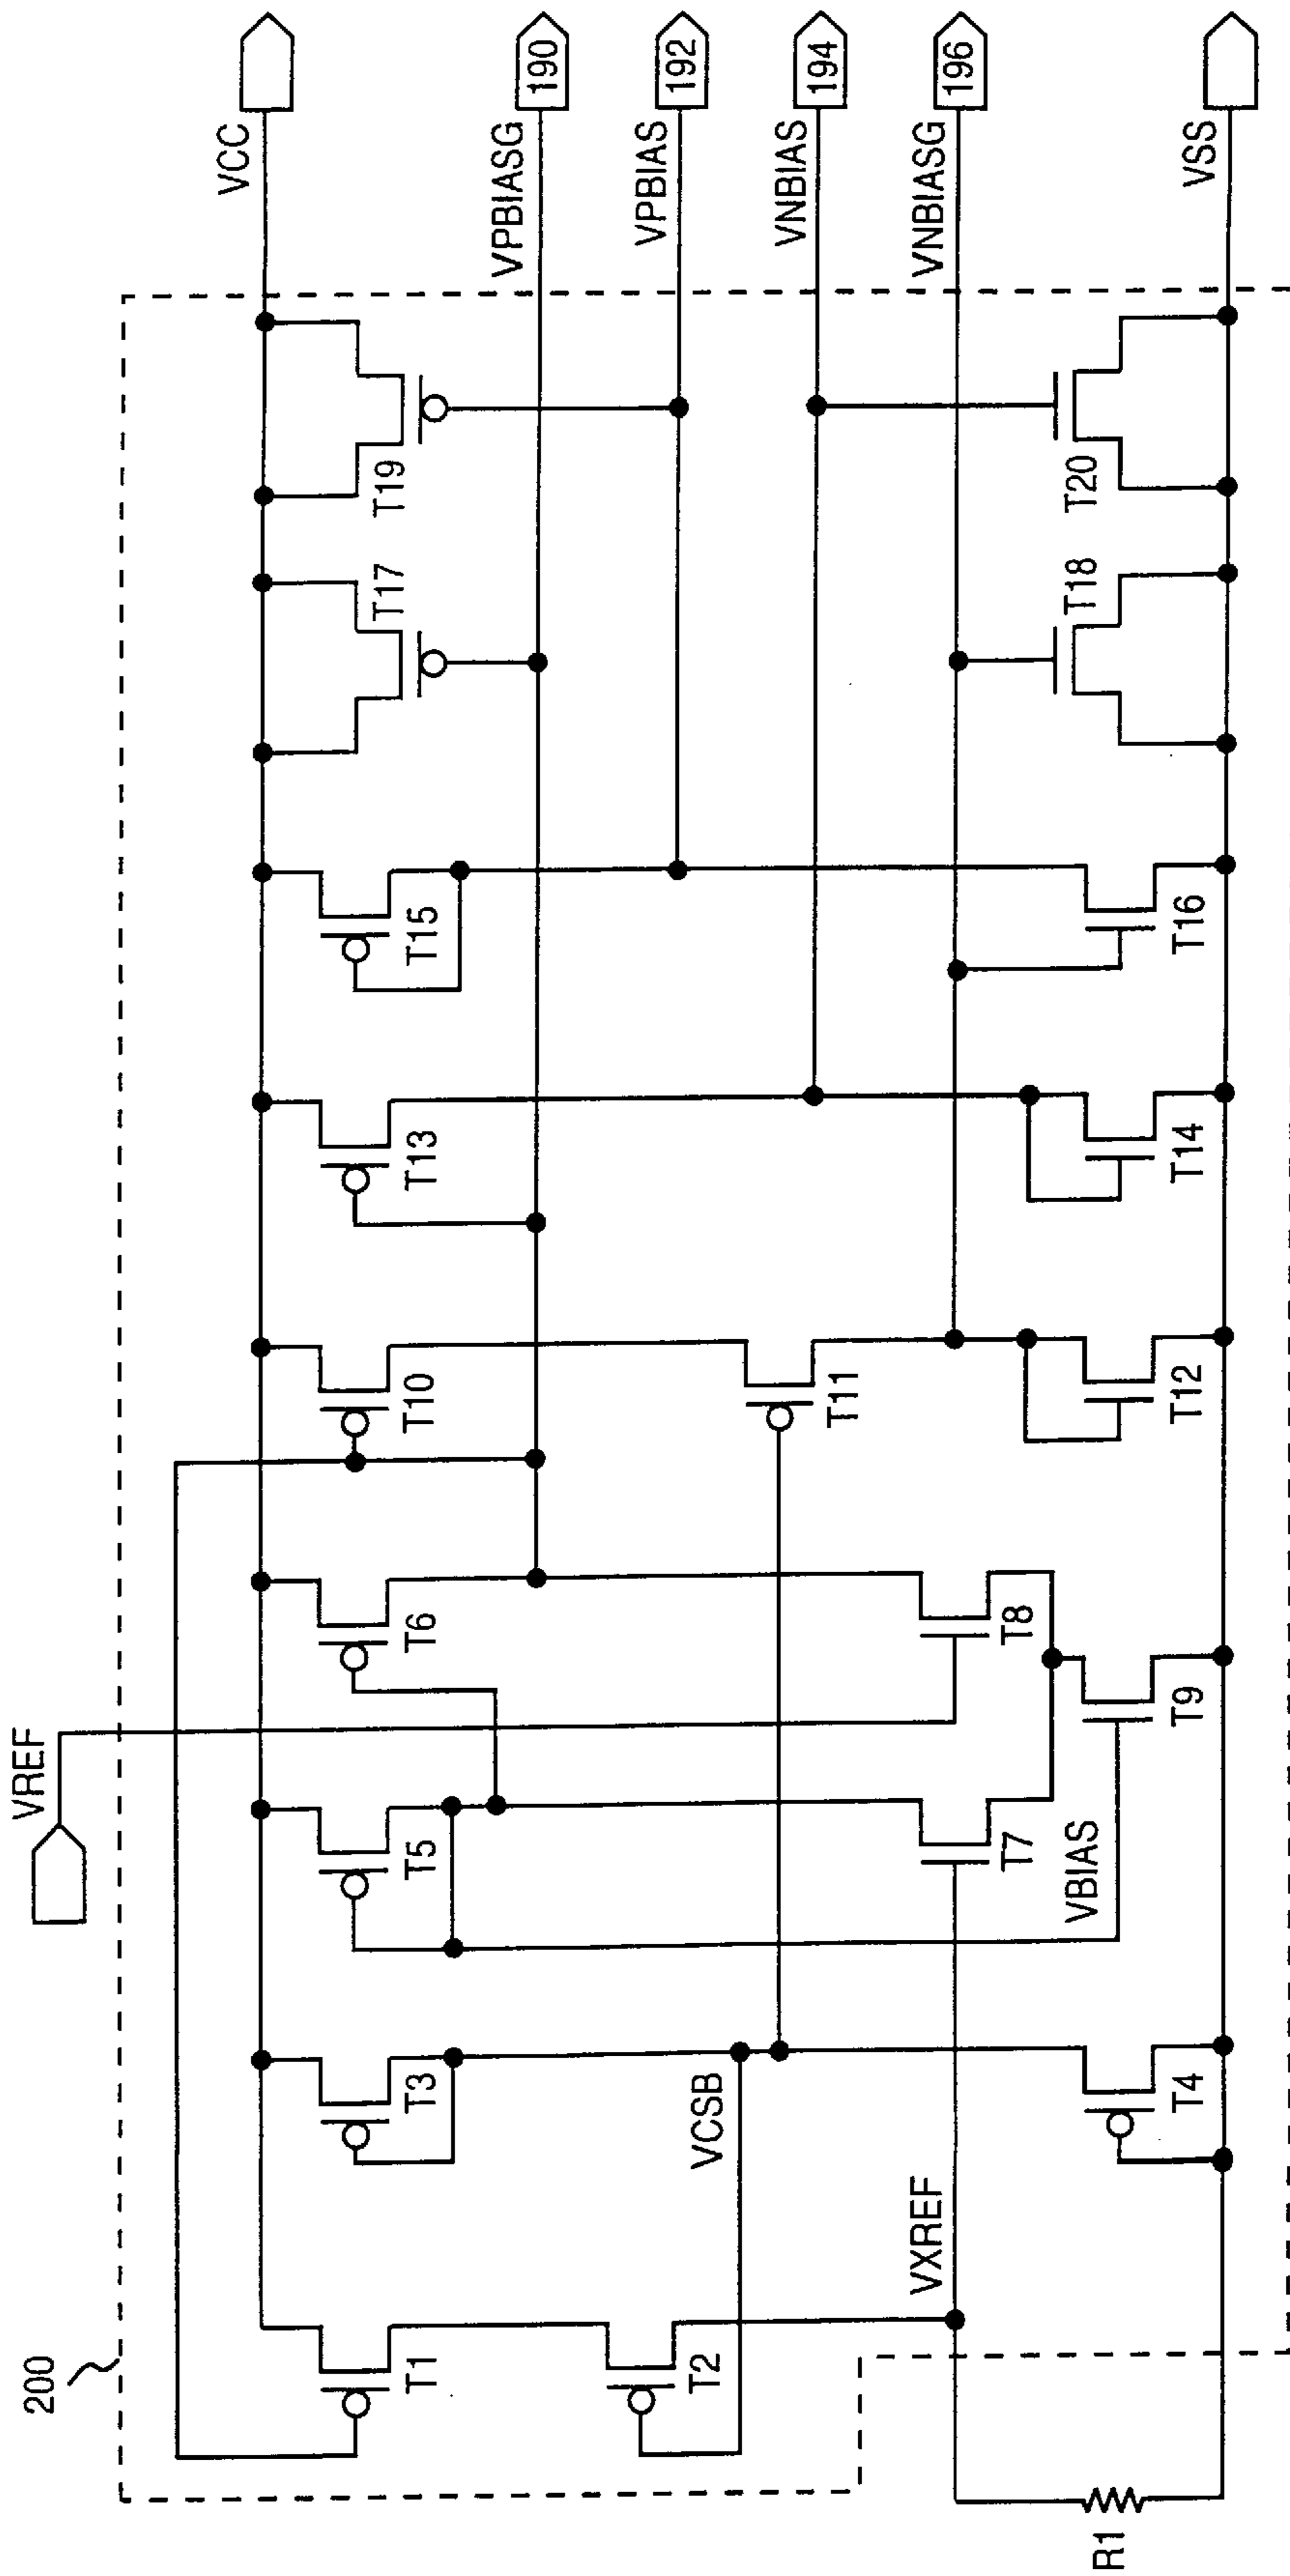 200
VREF
VCC
VPBIASG
190
VPBIAS
192
VNBIAS
194
VNBIASG
196
VSS
T1
T2
T3
T4
T5
T6
T7
T8
T9
T10
T11
T12
T13
T14
T15
T16
T17
T18
T19
T20
VCSB
VXREF
VBIAS
R1